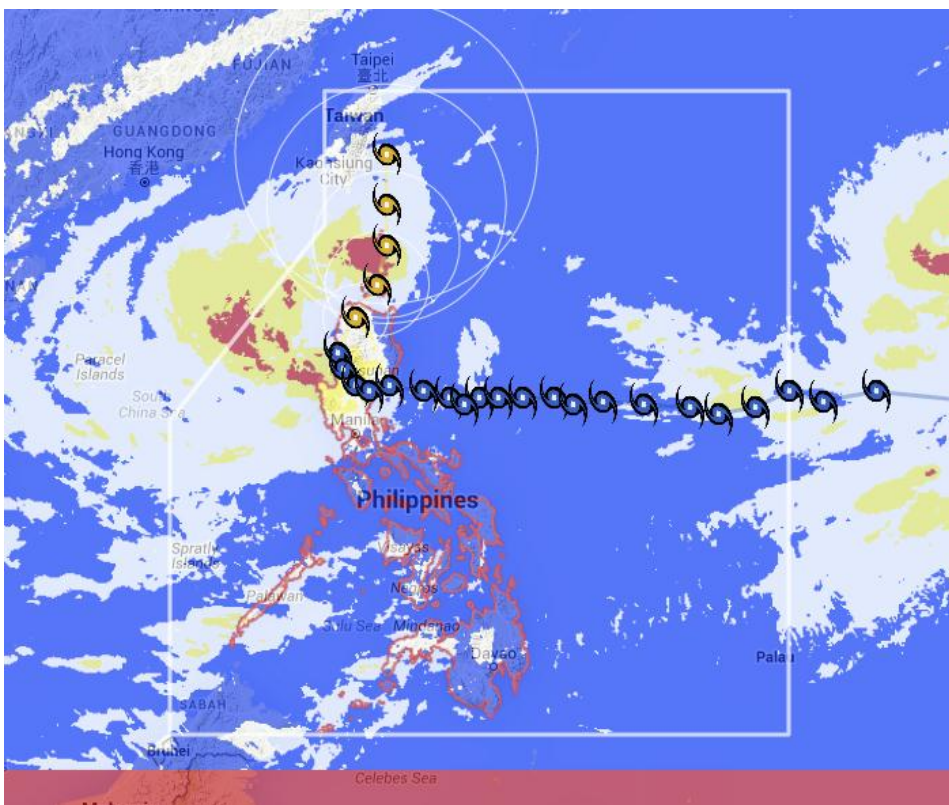 FUJIAN
Taipei
臺北
Taiwan
GUANGDONG
Hong Kong
香港
Kaohsiung
City
Paracel
Islands
South
China Sea
Manila
Philippines
Spratly
Islands
Visayas
Palawan
Negros
Sulu Sea
Mindanao
Davao
Palau
SABAH
Brunei
Celebes Sea